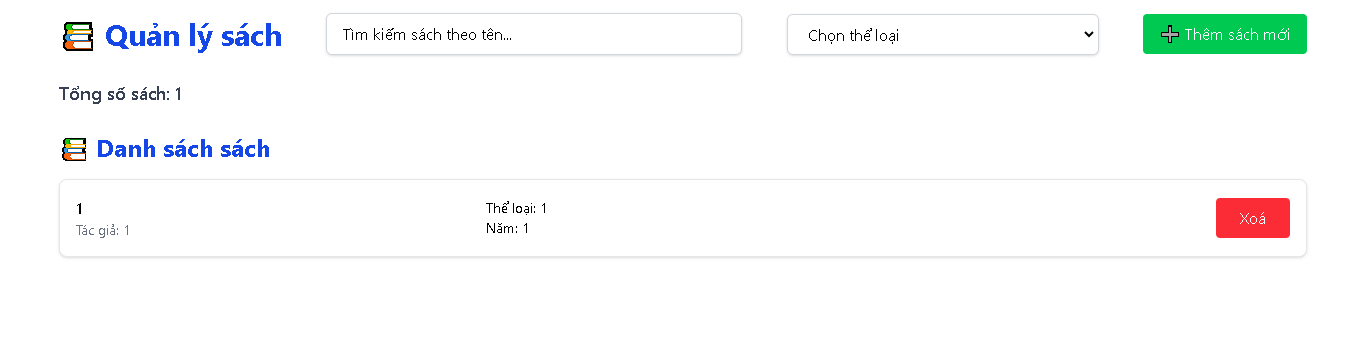 Quản lý sách
Tìm kiếm sách theo tên...
Chọn thể loại
Thêm sách mới
Tổng số sách: 1
Danh sách sách
1
Tác giả: 1
Thể loại: 1
Năm: 1
Xoá